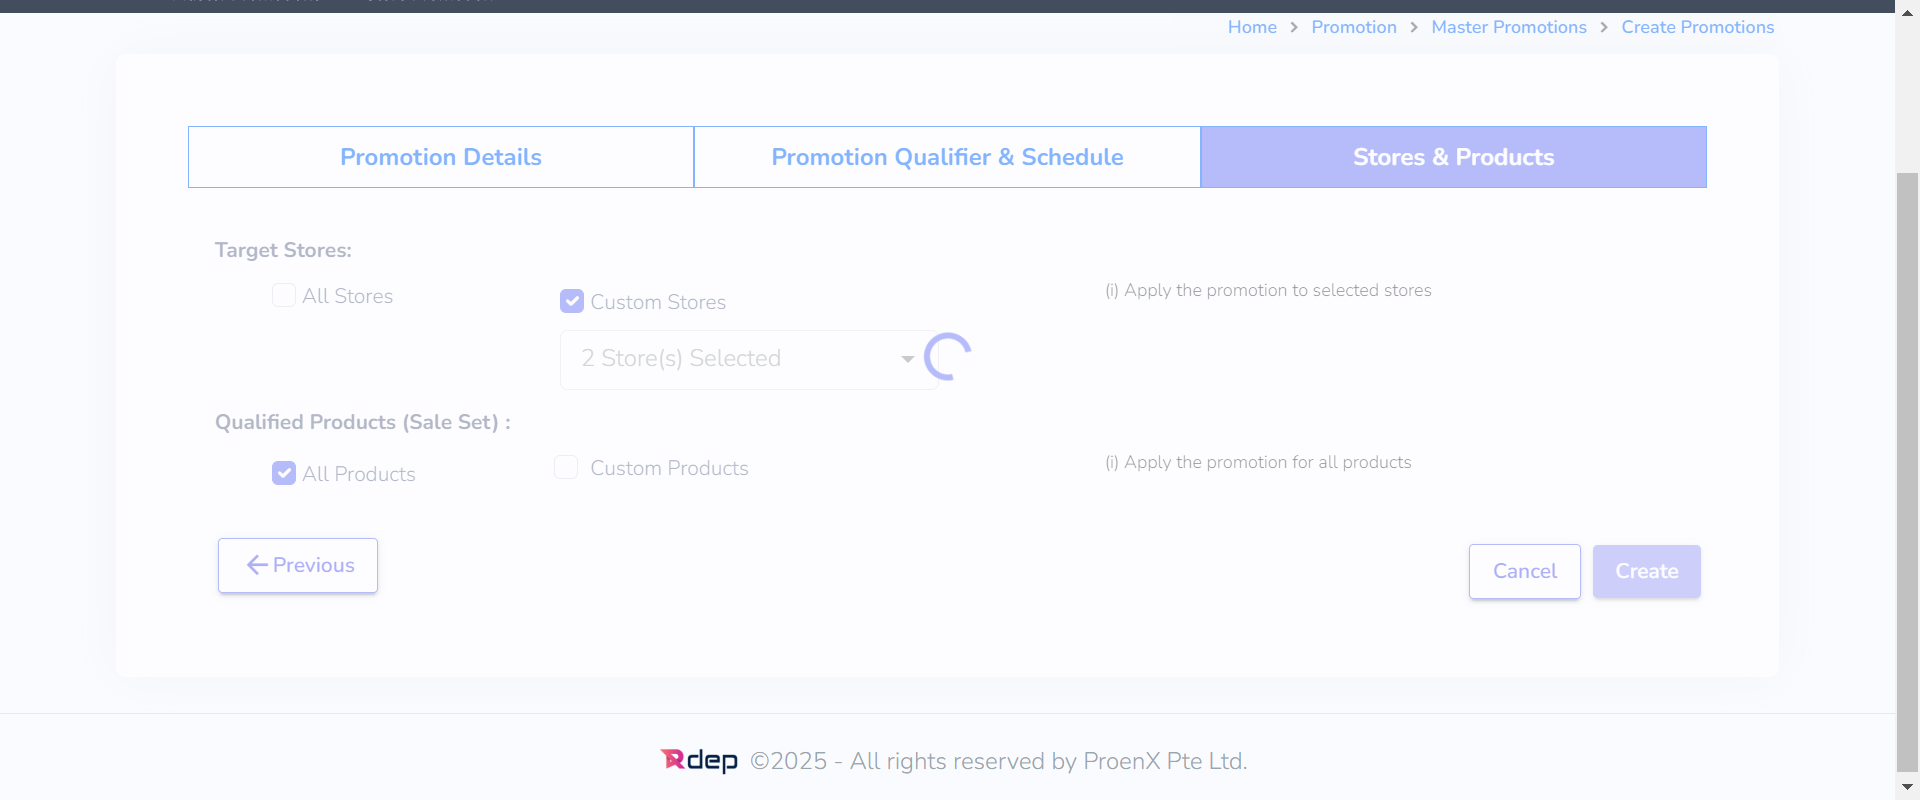 Home > Promotion > Master Promotions > Create Promotions
Promotion Details
Promotion Qualifier & Schedule
Stores & Products
Target Stores:
All Stores
Custom Stores
(i) Apply the promotion to selected stores
2 Store(s) Selected
Qualified Products (Sale Set) :
All Products
Custom Products
(i) Apply the promotion for all products
Previous
Cancel
Create
Rdep ©2025 - All rights reserved by ProenX Pte Ltd.